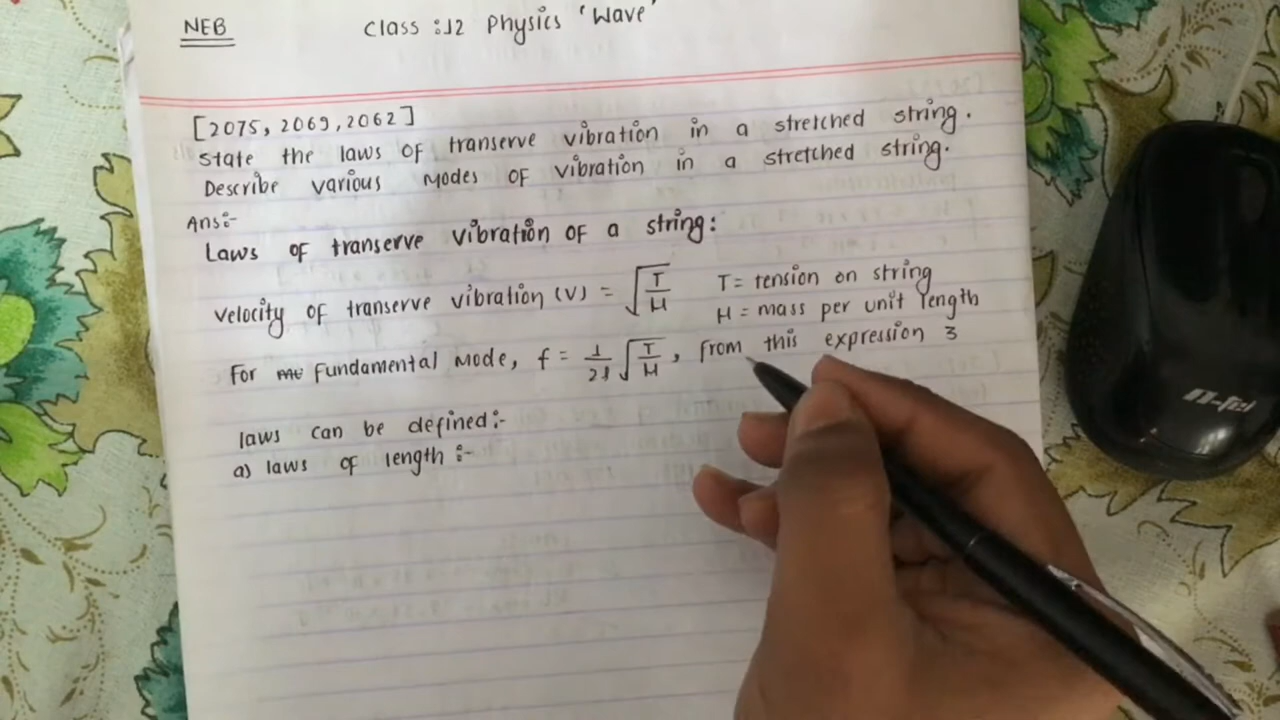 NEB
Class :12 Physics 'Wave'
[2075, 2069, 2062]
State the laws of transerve vibration in a stretched string.
Describe various modes of vibration in a stretched string.
Ans:-
Laws of transerve vibration of a string:
velocity of transerve vibration (v) = √(T/μ) T = tension on string
μ = mass per unit length
For fundamental mode, f = 1/2l √(T/μ), from this expression 3
laws can be defined:-
a) laws of length :-